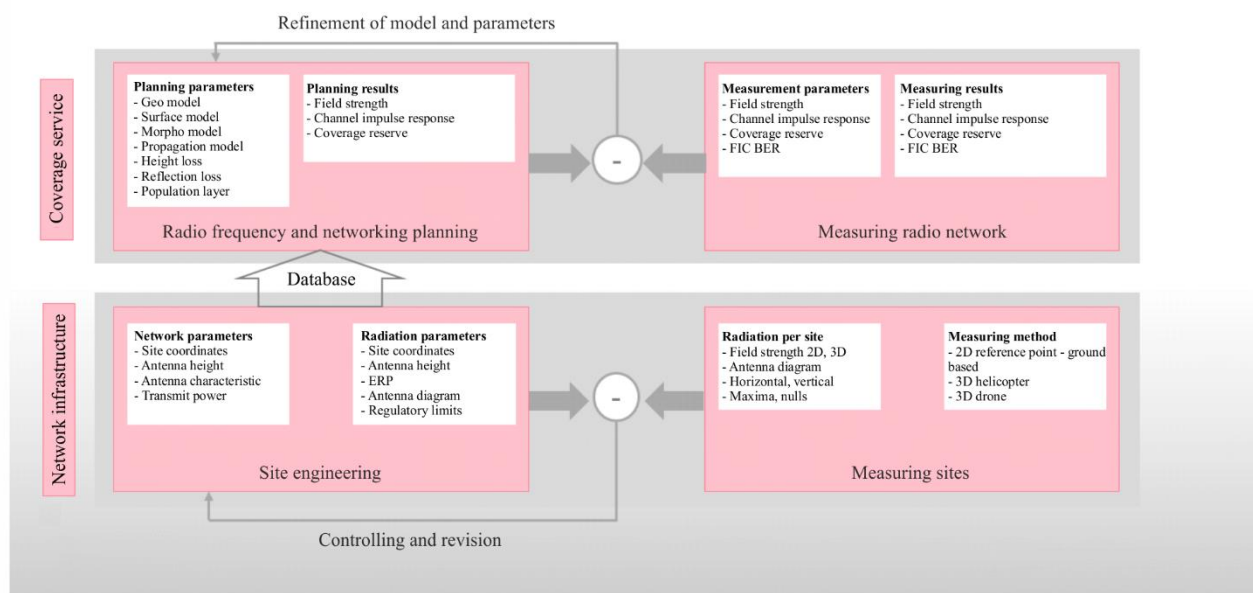 Refinement of model and parameters
Coverage service
Planning parameters
- Geo model
- Surface model
- Morpho model
- Propagation model
- Height loss
- Reflection loss
- Population layer
Planning results
- Field strength
- Channel impulse response
- Coverage reserve
Radio frequency and networking planning
-
Measurement parameters
- Field strength
- Channel impulse response
- Coverage reserve
- FIC BER
Measuring results
- Field strength
- Channel impulse response
- Coverage reserve
- FIC BER
Measuring radio network
Database
Network infrastructure
Network parameters
- Site coordinates
- Antenna height
- Antenna characteristic
- Transmit power
Radiation parameters
- Site coordinates
- Antenna height
- ERP
- Antenna diagram
- Regulatory limits
Site engineering
-
Radiation per site
- Field strength 2D, 3D
- Antenna diagram
- Horizontal, vertical
- Maxima, nulls
Measuring method
- 2D reference point - ground
based
- 3D helicopter
- 3D drone
Measuring sites
Controlling and revision